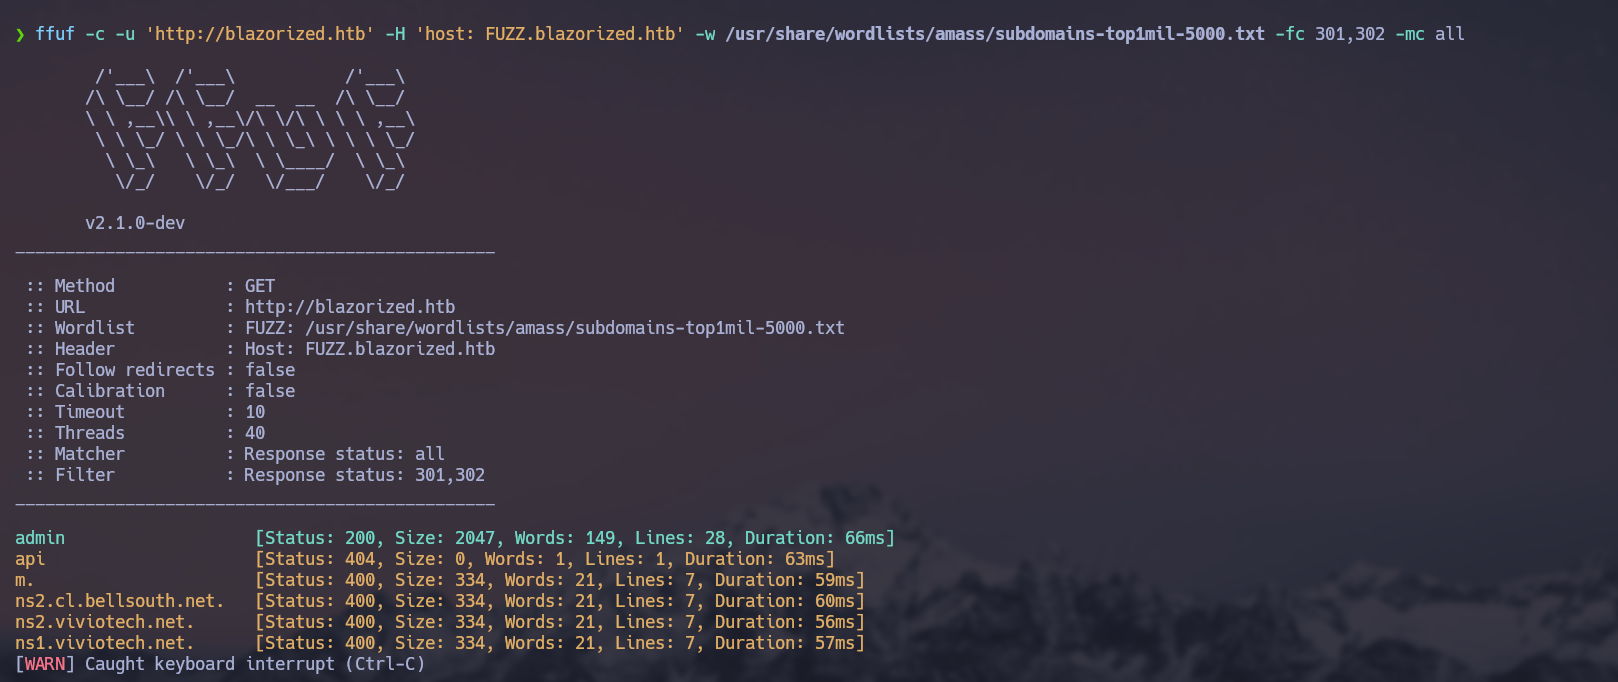 ❯ ffuf -c -u 'http://blazorized.htb' -H 'host: FUZZ.blazorized.htb' -w /usr/share/wordlists/amass/subdomains-top1mil-5000.txt -fc 301,302 -mc all
        /'___\  /'___\           /'___\
       /\ \__/ /\ \__/  __  __  /\ \__/
       \ \ ,__\\ \ ,__\/\ \/\ \ \ \ ,__\
        \ \ \_/ \ \ \_/\ \ \_\ \ \ \ \_/
         \ \_\   \ \_\  \ \____/  \ \_\
          \/_/    \/_/   \/___/    \/_/
       v2.1.0-dev
________________________________________________
 :: Method           : GET
 :: URL              : http://blazorized.htb
 :: Wordlist         : FUZZ: /usr/share/wordlists/amass/subdomains-top1mil-5000.txt
 :: Header           : Host: FUZZ.blazorized.htb
 :: Follow redirects : false
 :: Calibration      : false
 :: Timeout          : 10
 :: Threads          : 40
 :: Matcher          : Response status: all
 :: Filter           : Response status: 301,302
________________________________________________
admin                   [Status: 200, Size: 2047, Words: 149, Lines: 28, Duration: 66ms]
api                     [Status: 404, Size: 0, Words: 1, Lines: 1, Duration: 63ms]
m.                      [Status: 400, Size: 334, Words: 21, Lines: 7, Duration: 59ms]
ns2.cl.bellsouth.net.   [Status: 400, Size: 334, Words: 21, Lines: 7, Duration: 60ms]
ns2.viviotech.net.      [Status: 400, Size: 334, Words: 21, Lines: 7, Duration: 56ms]
ns1.viviotech.net.      [Status: 400, Size: 334, Words: 21, Lines: 7, Duration: 57ms]
[WARN] Caught keyboard interrupt (Ctrl-C)